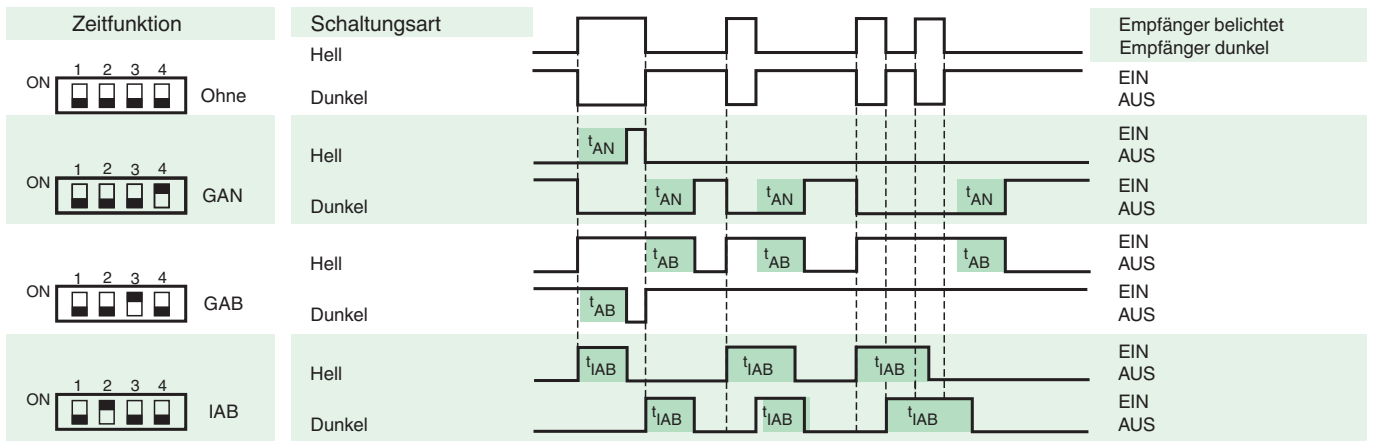 Zeitfunktion Schaltungsart Empfänger belichtet
Hell Empfänger dunkel
ON 1 2 3 4 Ohne Dunkel EIN
AUS
ON 1 2 3 4 GAN Hell tAN EIN
AUS
Dunkel tAN tAN tAN EIN
AUS
ON 1 2 3 4 GAB Hell tAB tAB tAB EIN
AUS
Dunkel tAB EIN
AUS
ON 1 2 3 4 IAB Hell tIAB tIAB tIAB EIN
AUS
Dunkel tIAB tIAB tIAB EIN
AUS